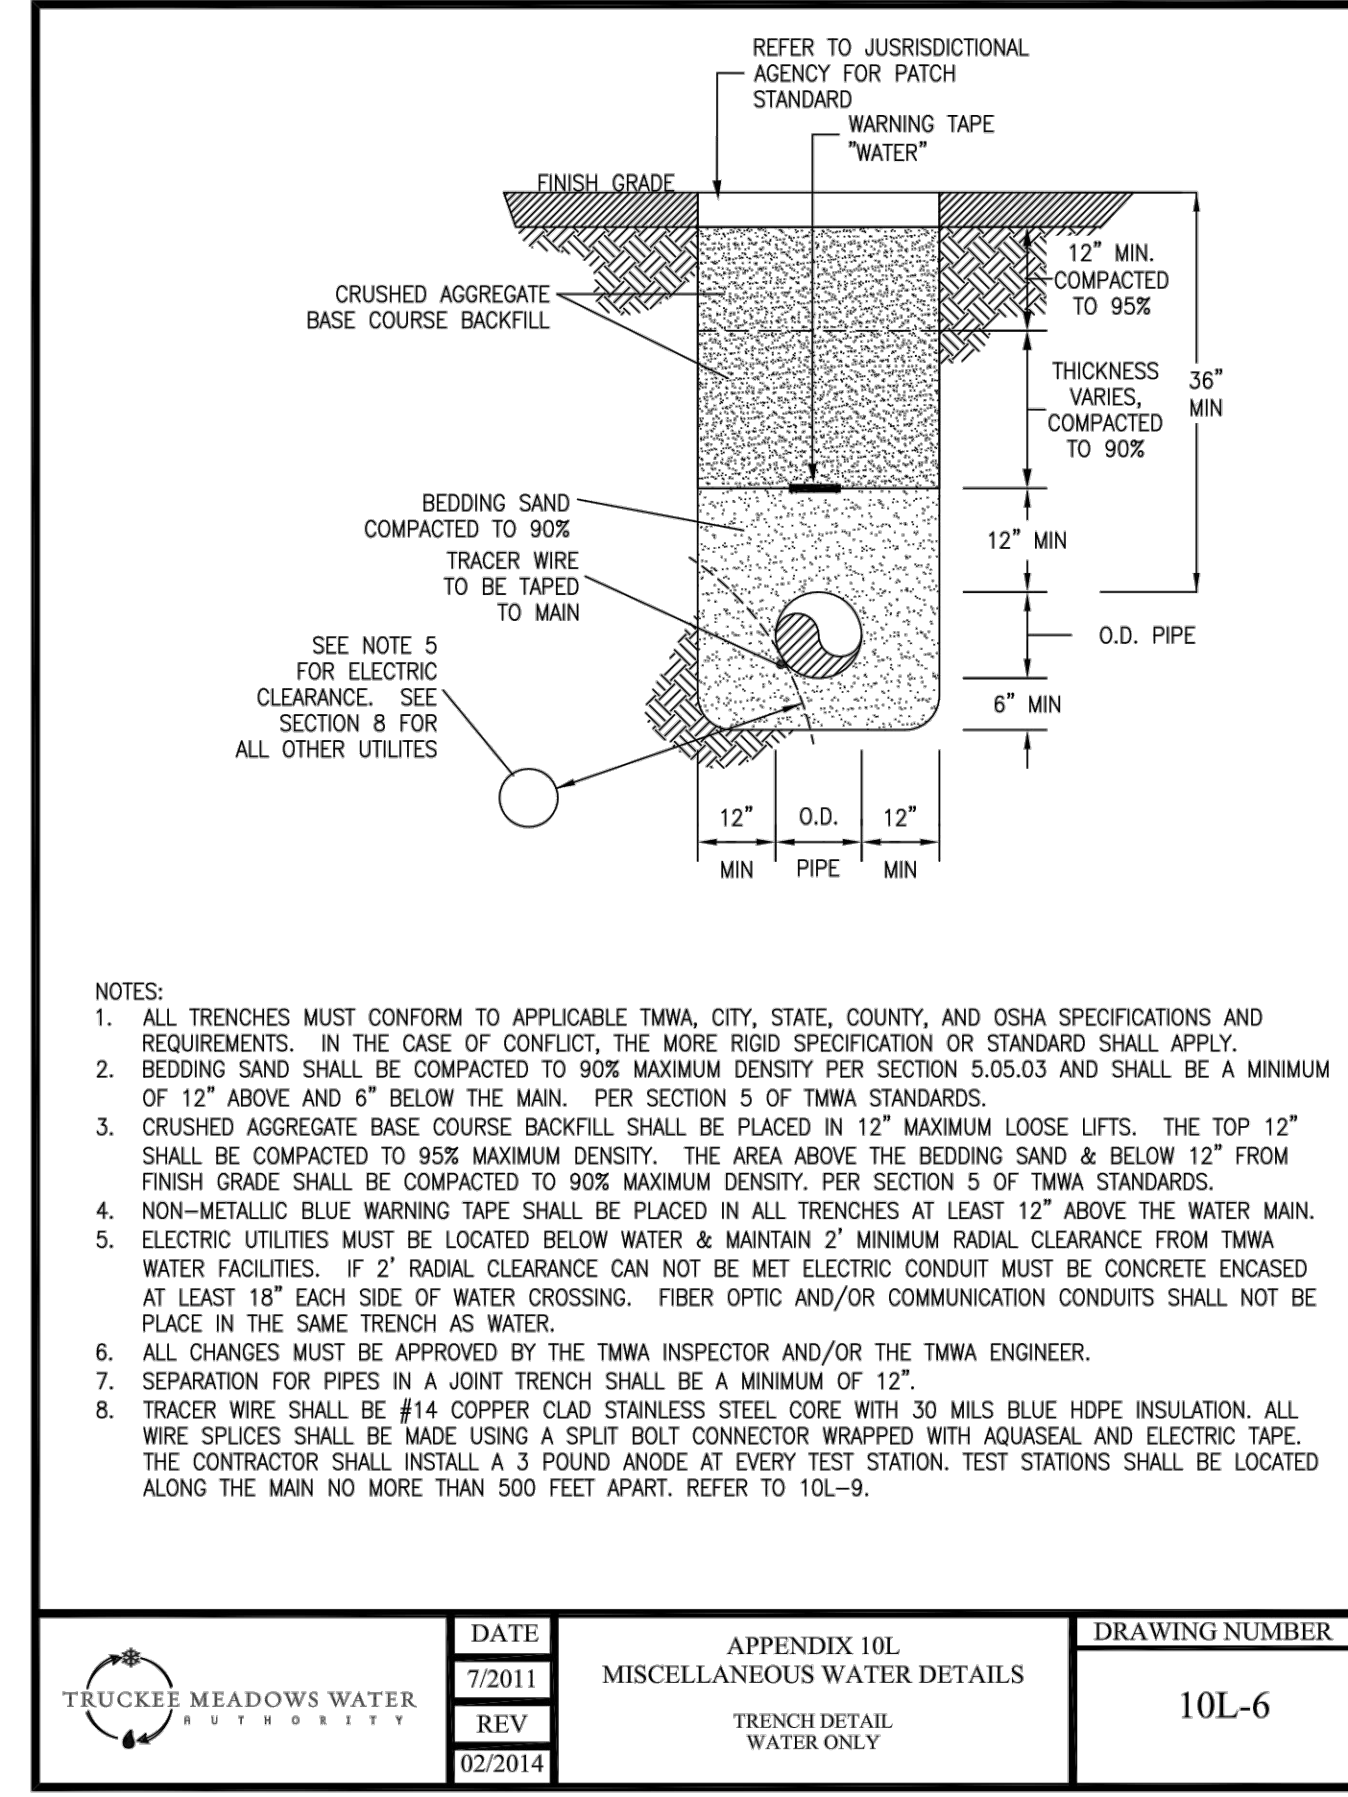 REFER TO JUSRISDICTIONAL
AGENCY FOR PATCH
STANDARD
WARNING TAPE
"WATER"
FINISH GRADE
CRUSHED AGGREGATE
BASE COURSE BACKFILL
12" MIN.
COMPACTED
TO 95%
THICKNESS
VARIES,
COMPACTED
TO 90%
36"
MIN
BEDDING SAND
COMPACTED TO 90%
TRACER WIRE
TO BE TAPED
TO MAIN
12" MIN
O.D. PIPE
6" MIN
SEE NOTE 5
FOR ELECTRIC
CLEARANCE. SEE
SECTION 8 FOR
ALL OTHER UTILITES
12" O.D. 12"
MIN PIPE MIN
NOTES:
1. ALL TRENCHES MUST CONFORM TO APPLICABLE TMWA, CITY, STATE, COUNTY, AND OSHA SPECIFICATIONS AND
REQUIREMENTS. IN THE CASE OF CONFLICT, THE MORE RIGID SPECIFICATION OR STANDARD SHALL APPLY.
2. BEDDING SAND SHALL BE COMPACTED TO 90% MAXIMUM DENSITY PER SECTION 5.05.03 AND SHALL BE A MINIMUM
OF 12" ABOVE AND 6" BELOW THE MAIN. PER SECTION 5 OF TMWA STANDARDS.
3. CRUSHED AGGREGATE BASE COURSE BACKFILL SHALL BE PLACED IN 12" MAXIMUM LOOSE LIFTS. THE TOP 12"
SHALL BE COMPACTED TO 95% MAXIMUM DENSITY. THE AREA ABOVE THE BEDDING SAND & BELOW 12" FROM
FINISH GRADE SHALL BE COMPACTED TO 90% MAXIMUM DENSITY. PER SECTION 5 OF TMWA STANDARDS.
4. NON-METALLIC BLUE WARNING TAPE SHALL BE PLACED IN ALL TRENCHES AT LEAST 12" ABOVE THE WATER MAIN.
5. ELECTRIC UTILITIES MUST BE LOCATED BELOW WATER & MAINTAIN 2' MINIMUM RADIAL CLEARANCE FROM TMWA
WATER FACILITIES. IF 2' RADIAL CLEARANCE CAN NOT BE MET ELECTRIC CONDUIT MUST BE CONCRETE ENCASED
AT LEAST 18" EACH SIDE OF WATER CROSSING. FIBER OPTIC AND/OR COMMUNICATION CONDUITS SHALL NOT BE
PLACE IN THE SAME TRENCH AS WATER.
6. ALL CHANGES MUST BE APPROVED BY THE TMWA INSPECTOR AND/OR THE TMWA ENGINEER.
7. SEPARATION FOR PIPES IN A JOINT TRENCH SHALL BE A MINIMUM OF 12".
8. TRACER WIRE SHALL BE #14 COPPER CLAD STAINLESS STEEL CORE WITH 30 MILS BLUE HDPE INSULATION. ALL
WIRE SPLICES SHALL BE MADE USING A SPLIT BOLT CONNECTOR WRAPPED WITH AQUASEAL AND ELECTRIC TAPE.
THE CONTRACTOR SHALL INSTALL A 3 POUND ANODE AT EVERY TEST STATION. TEST STATIONS SHALL BE LOCATED
ALONG THE MAIN NO MORE THAN 500 FEET APART. REFER TO 10L-9.
TRUCKEE MEADOWS WATER
AUTHORITY
DATE
7/2011
REV
02/2014
APPENDIX 10L
MISCELLANEOUS WATER DETAILS
TRENCH DETAIL
WATER ONLY
DRAWING NUMBER
10L-6